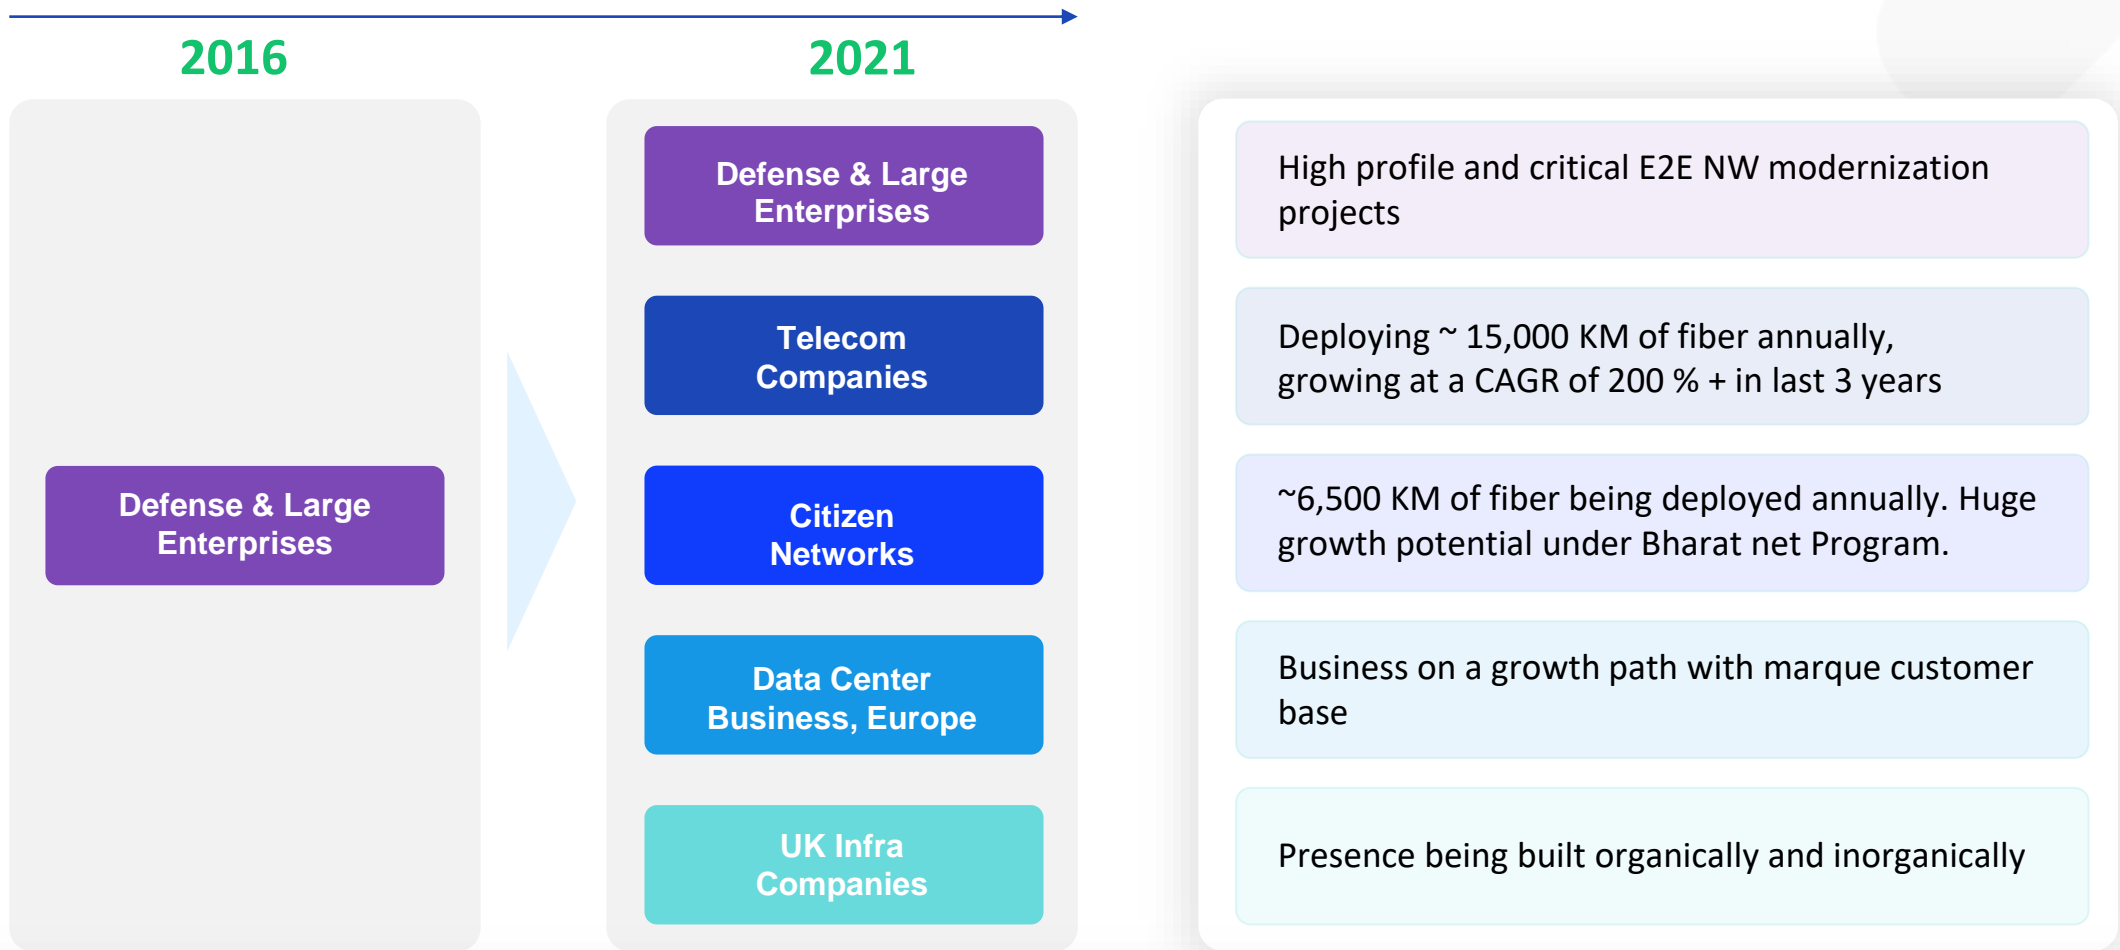 2016
2021
Defense & Large
Enterprises
Defense & Large
Enterprises
High profile and critical E2E NW modernization
projects
Telecom
Companies
Deploying ~ 15,000 KM of fiber annually,
growing at a CAGR of 200 % + in last 3 years
Citizen
Networks
~6,500 KM of fiber being deployed annually. Huge
growth potential under Bharat net Program.
Data Center
Business, Europe
Business on a growth path with marque customer
base
UK Infra
Companies
Presence being built organically and inorganically